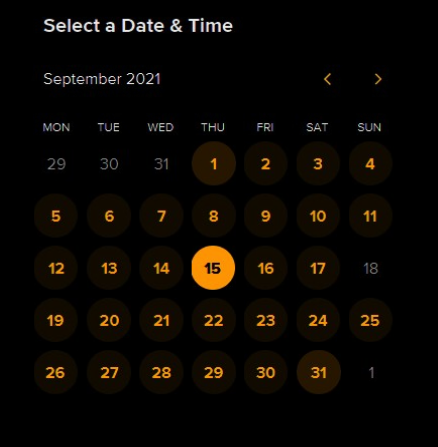 Select a Date & Time
September 2021
MON TUE WED THU FRI SAT SUN
29 30 31 1 2 3 4
5 6 7 8 9 10 11
12 13 14 15 16 17 18
19 20 21 22 23 24 25
26 27 28 29 30 31 1